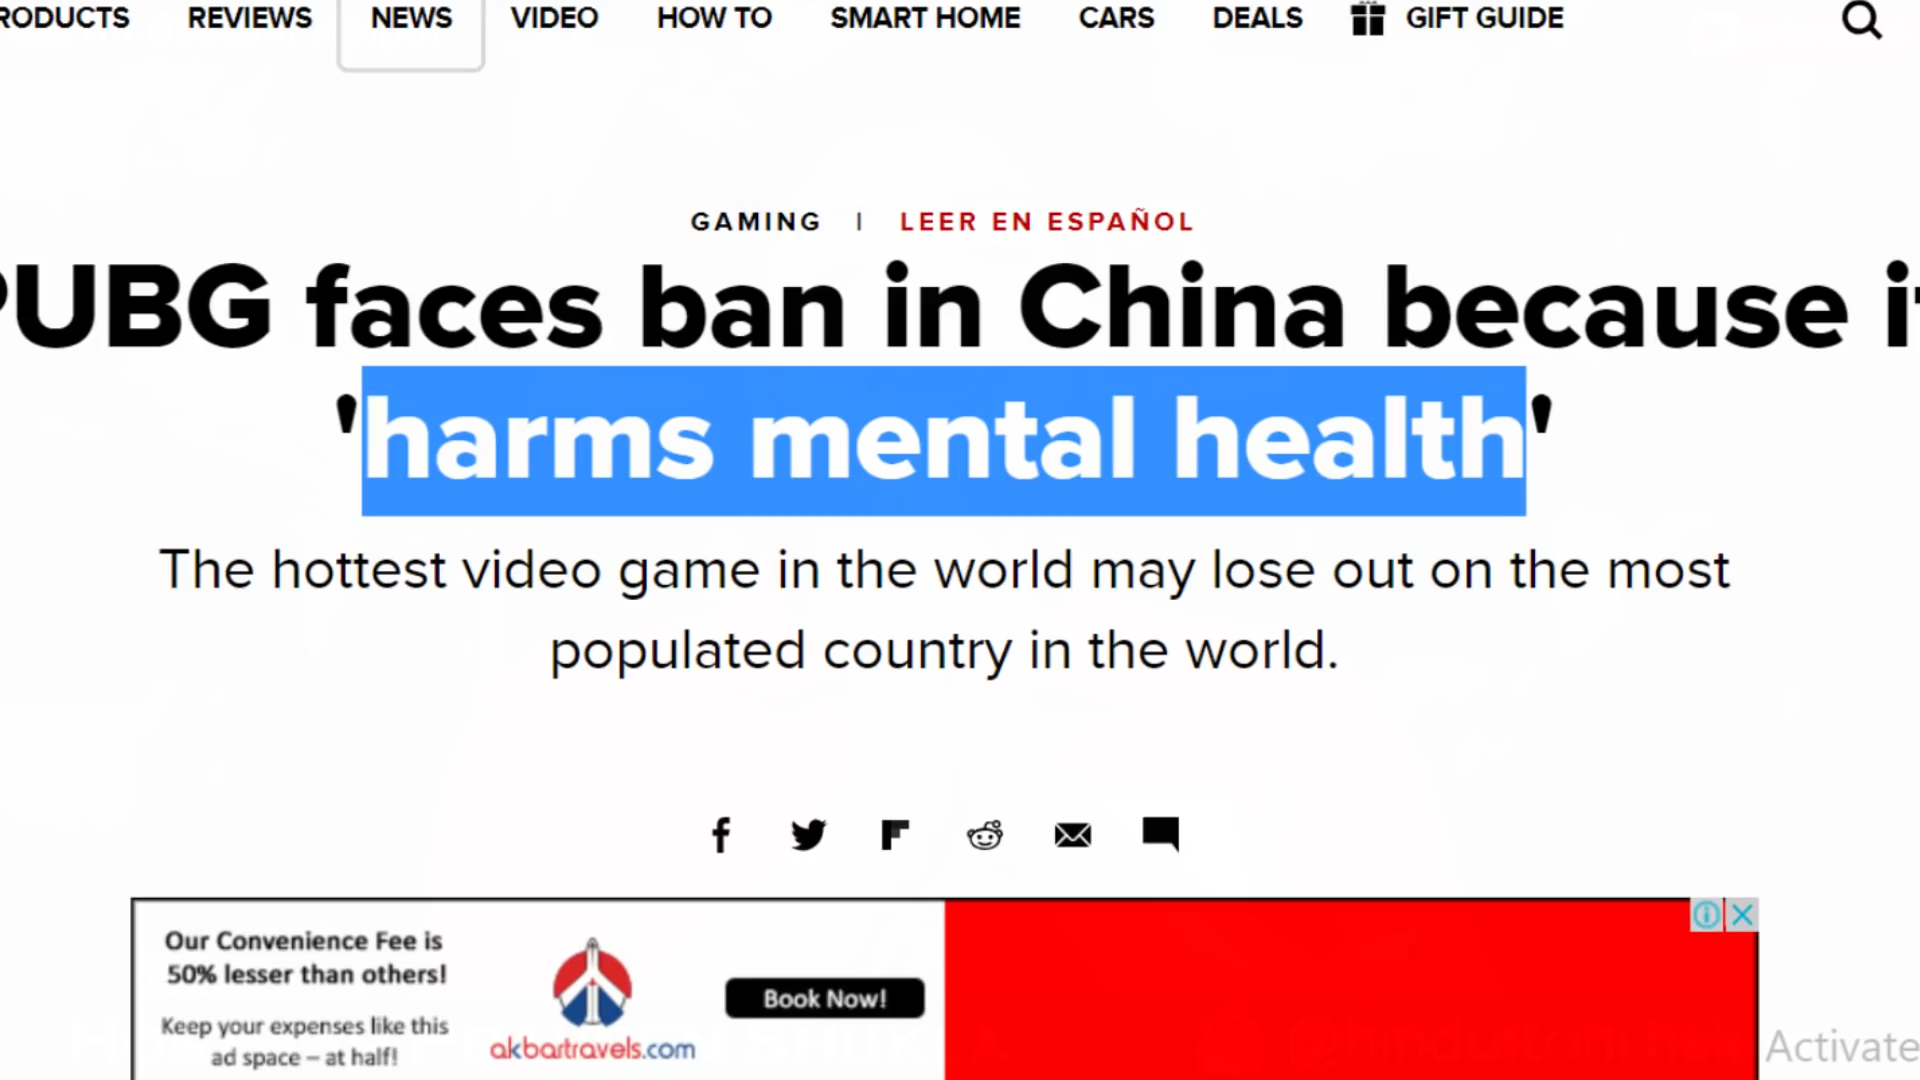 RODUCTS REVIEWS NEWS VIDEO HOW TO SMART HOME CARS DEALS GIFT GUIDE
GAMING | LEER EN ESPAÑOL
PUBG faces ban in China because it
'harms mental health'
The hottest video game in the world may lose out on the most
populated country in the world.
Our Convenience Fee is
50% lesser than others!
Keep your expenses like this
ad space – at half!
akbartravels.com
Book Now!
Activate